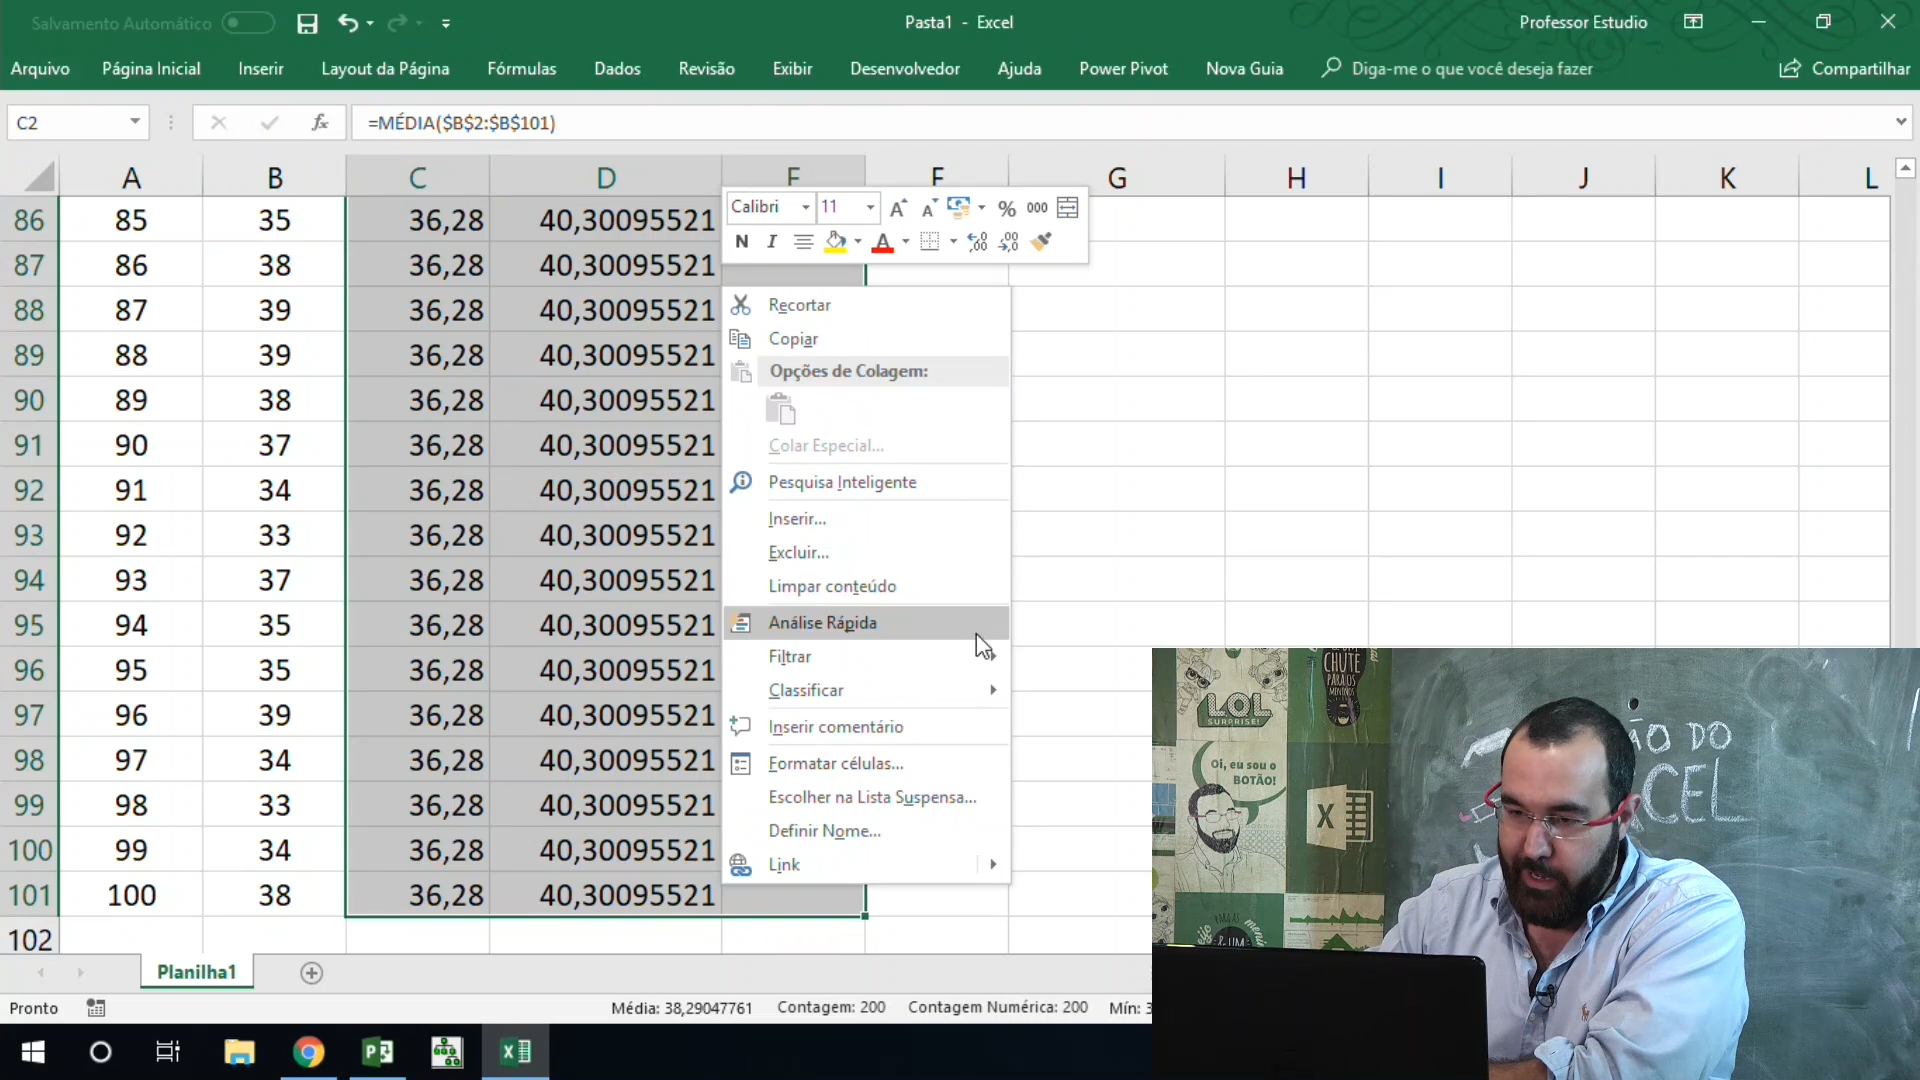 Salvamento Automático
Pasta1 - Excel
Professor Estudio
Arquivo Página Inicial Inserir Layout da Página Fórmulas Dados Revisão Exibir Desenvolvedor Ajuda Power Pivot Nova Guia Diga-me o que você deseja fazer Compartilhar
C2 fx =MÉDIA($B$2:$B$101)
A B C D E F G H I J K L
86 85 35 36,28 40,30095521
87 86 38 36,28 40,30095521
88 87 39 36,28 40,30095521
89 88 39 36,28 40,30095521
90 89 38 36,28 40,30095521
91 90 37 36,28 40,30095521
92 91 34 36,28 40,30095521
93 92 33 36,28 40,30095521
94 93 37 36,28 40,30095521
95 94 35 36,28 40,30095521
96 95 35 36,28 40,30095521
97 96 39 36,28 40,30095521
98 97 34 36,28 40,30095521
99 98 33 36,28 40,30095521
100 99 34 36,28 40,30095521
101 100 38 36,28 40,30095521
102
Calibri 11 A A % 000
N I A ,00 ,00
Recortar
Copiar
Opções de Colagem:
Colar Especial...
Pesquisa Inteligente
Inserir...
Excluir...
Limpar conteúdo
Análise Rápida
Filtrar
Classificar
Inserir comentário
Formatar células...
Escolher na Lista Suspensa...
Definir Nome...
Link
CHUTE
PARA OS
MENINOS
LOL
SURPRISE!
Oi, eu sou o
BOTÃO!
X
ÃO DO
XCEL
Planilha1
Pronto
Média: 38,29047761 Contagem: 200 Contagem Numérica: 200 Mín: 3